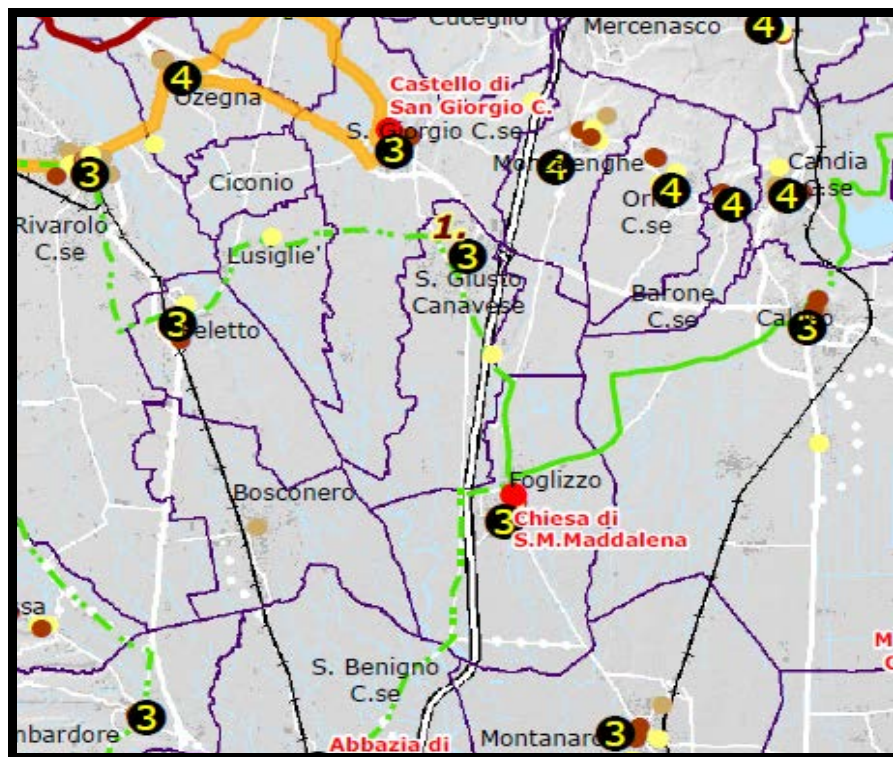 Cuceglio
Mercenasco
4
4
Ozegna
Castello di
San Giorgio C.
S. Giorgio C.se
3
3
Ciconio
4
4
Candia
C.se
4
4
C.se
Rivarolo
C.se
Lusiglie'
1.
3
S. Giusto
Canavese
Barone
C.se
3
3
Foglizzo
Bosconero
3
Chiesa di
S.M.Maddalena
S. Benigno
C.se
3
mbardore
Abbazia di
Montanaro
3